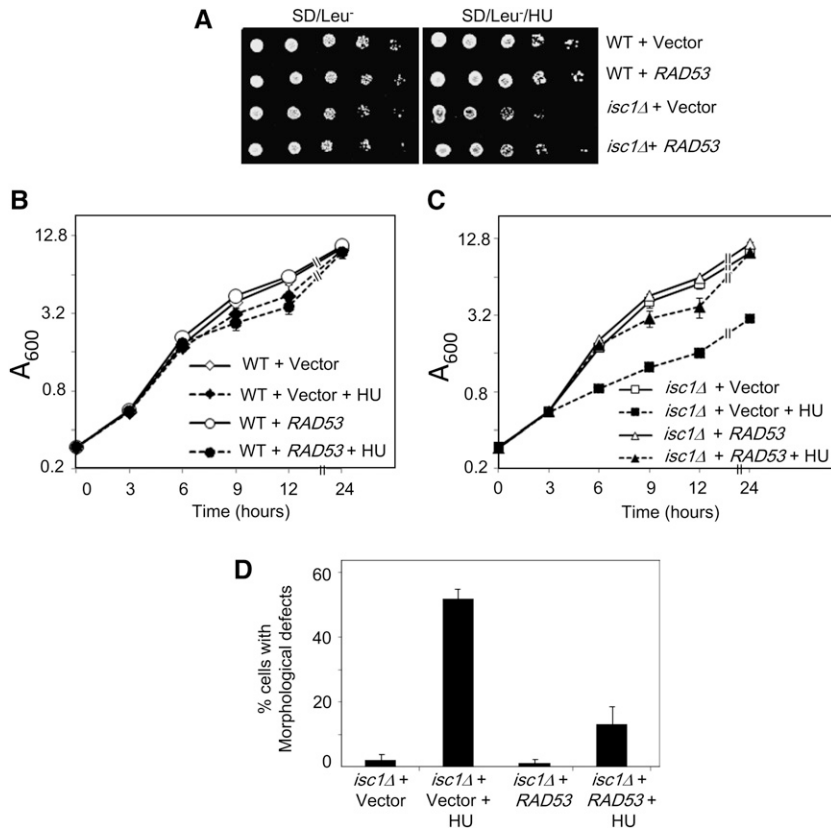 A
SD/Leu-
SD/Leu-/HU
WT + Vector
WT + RAD53
isc1Δ + Vector
isc1Δ+ RAD53
B
A600
12.8
3.2
0.8
0.2
WT + Vector
WT + Vector + HU
WT + RAD53
WT + RAD53 + HU
0 3 6 9 12 24
Time (hours)
C
A600
12.8
3.2
0.8
0.2
isc1Δ + Vector
isc1Δ + Vector + HU
isc1Δ + RAD53
isc1Δ + RAD53 + HU
0 3 6 9 12 24
Time (hours)
D
% cells with
Morphological defects
60
40
20
0
isc1Δ +
Vector
isc1Δ +
Vector +
HU
isc1Δ +
RAD53
isc1Δ +
RAD53 +
HU